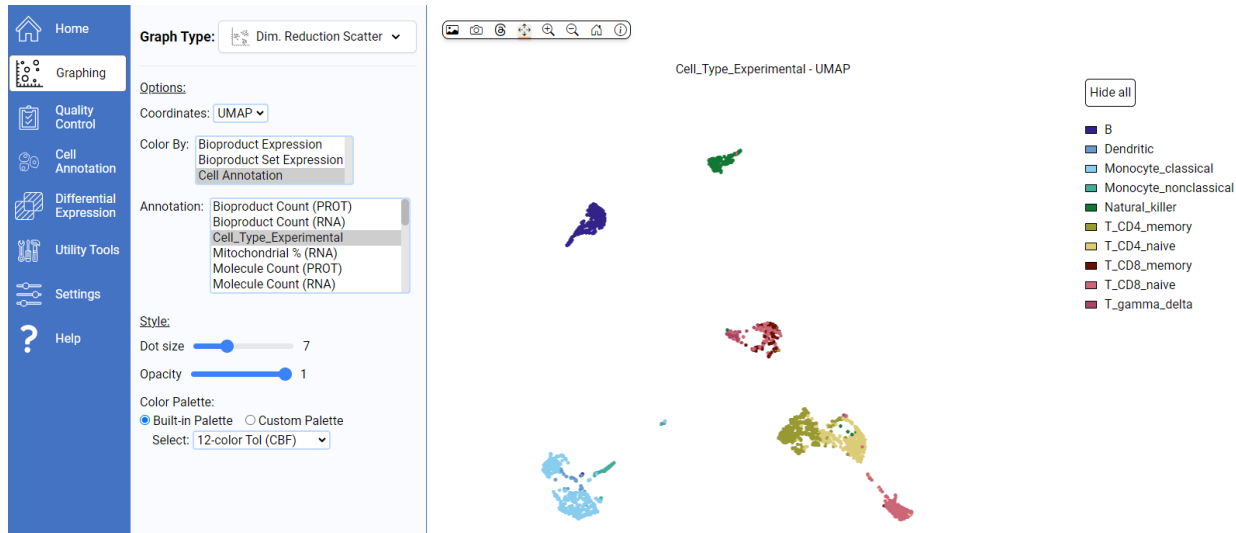 Home
Graphing
Quality
Control
Cell
Annotation
Differential
Expression
Utility Tools
Settings
Help
Graph Type: Dim. Reduction Scatter
Options:
Coordinates: UMAP
Color By: Bioproduct Expression
Bioproduct Set Expression
Cell Annotation
Annotation: Bioproduct Count (PROT)
Bioproduct Count (RNA)
Cell_Type_Experimental
Mitochondrial % (RNA)
Molecule Count (PROT)
Molecule Count (RNA)
Style:
Dot size 7
Opacity 1
Color Palette:
Built-in Palette Custom Palette
Select: 12-color Tol (CBF)
Cell_Type_Experimental - UMAP
Hide all
B
Dendritic
Monocyte_classical
Monocyte_nonclassical
Natural_killer
T_CD4_memory
T_CD4_naive
T_CD8_memory
T_CD8_naive
T_gamma_delta